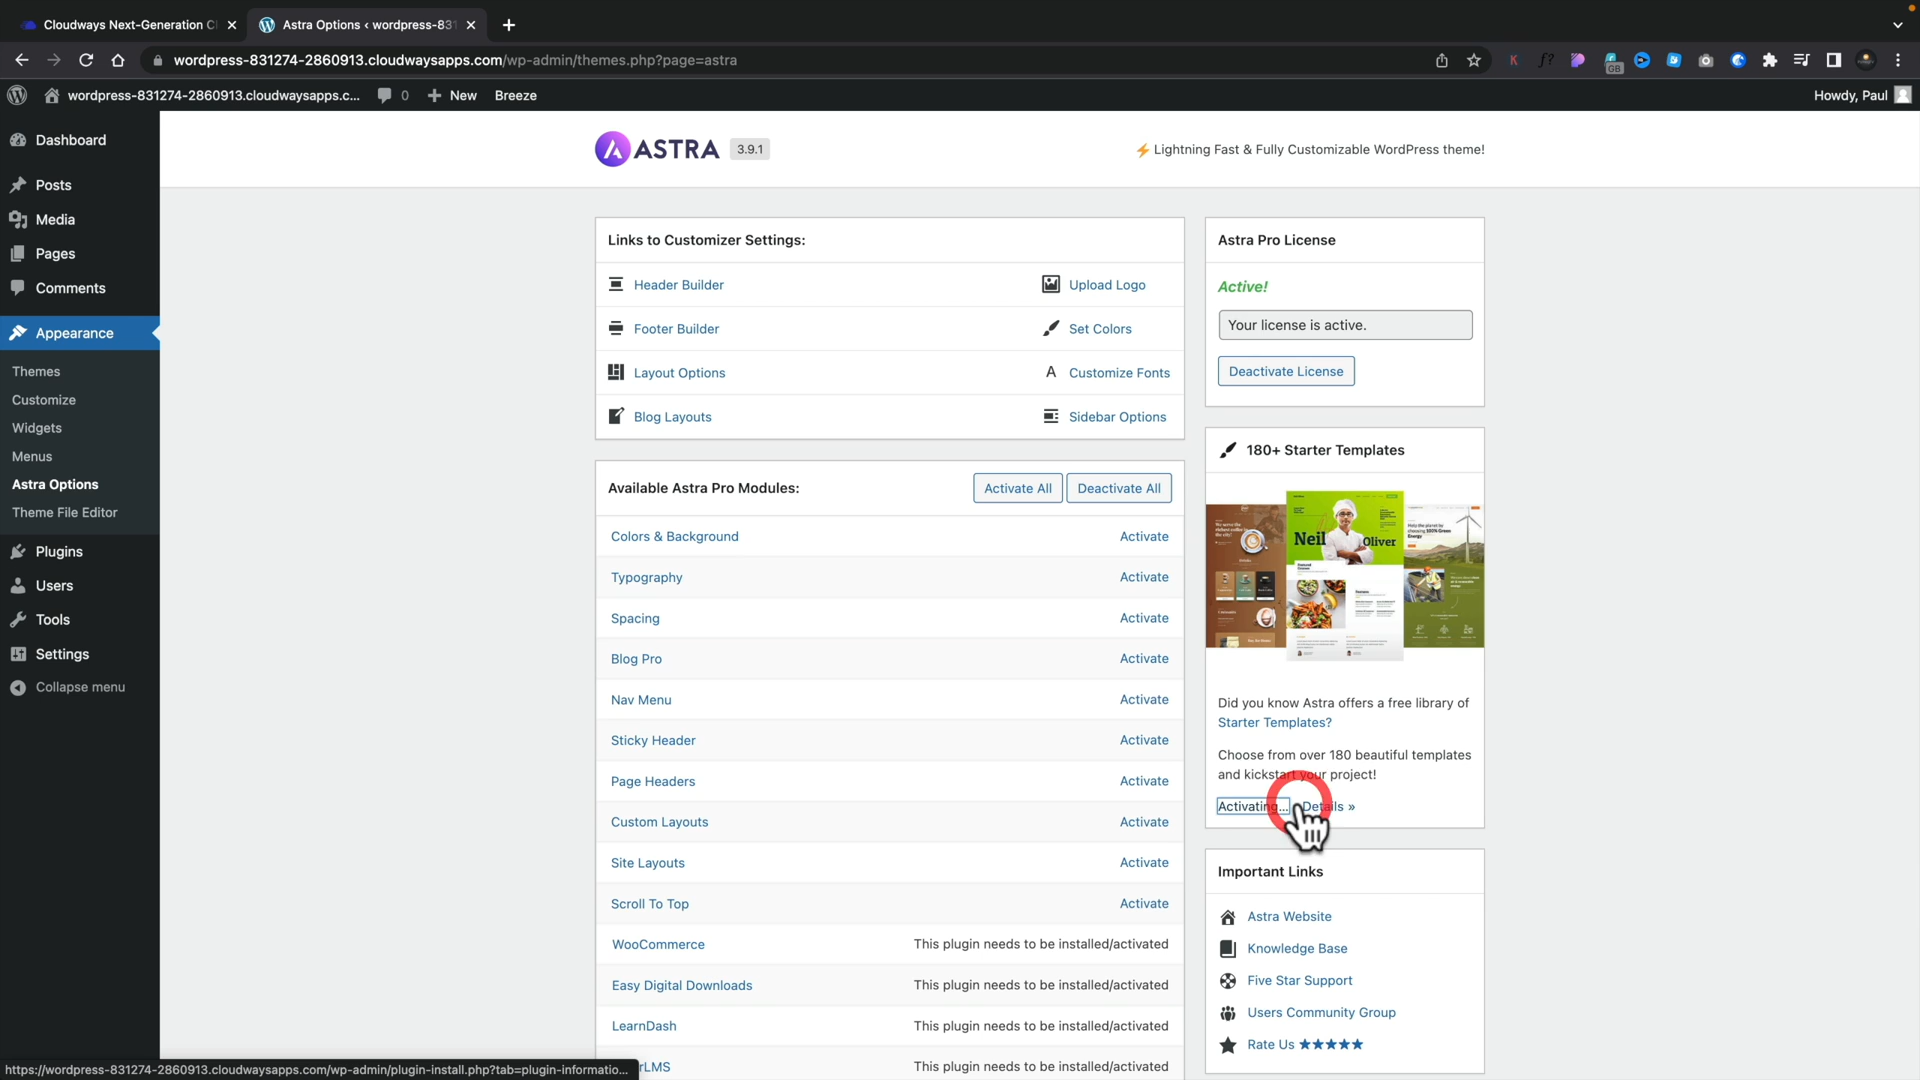 Cloudways Next-Generation Cl
Astra Options ‹ wordpress-831
wordpress-831274-2860913.cloudwaysapps.com/wp-admin/themes.php?page=astra
wordpress-831274-2860913.cloudwaysapps.c... 0 New Breeze
Howdy, Paul
Dashboard
Posts
Media
Pages
Comments
Appearance
Themes
Customize
Widgets
Menus
Astra Options
Theme File Editor
Plugins
Users
Tools
Settings
Collapse menu
ASTRA 3.9.1
Lightning Fast & Fully Customizable WordPress theme!
Links to Customizer Settings:
Header Builder
Upload Logo
Footer Builder
Set Colors
Layout Options
Customize Fonts
Blog Layouts
Sidebar Options
Available Astra Pro Modules:
Activate All
Deactivate All
Colors & Background Activate
Typography Activate
Spacing Activate
Blog Pro Activate
Nav Menu Activate
Sticky Header Activate
Page Headers Activate
Custom Layouts Activate
Site Layouts Activate
Scroll To Top Activate
WooCommerce This plugin needs to be installed/activated
Easy Digital Downloads This plugin needs to be installed/activated
LearnDash This plugin needs to be installed/activated
rLMS This plugin needs to be installed/activated
Astra Pro License
Active!
Your license is active.
Deactivate License
180+ Starter Templates
Neil Oliver
Did you know Astra offers a free library of
Starter Templates?
Choose from over 180 beautiful templates
and kickstart your project!
Activating... Details »
Important Links
Astra Website
Knowledge Base
Five Star Support
Users Community Group
Rate Us ★★★★★
https://wordpress-831274-2860913.cloudwaysapps.com/wp-admin/plugin-install.php?tab=plugin-informatio...